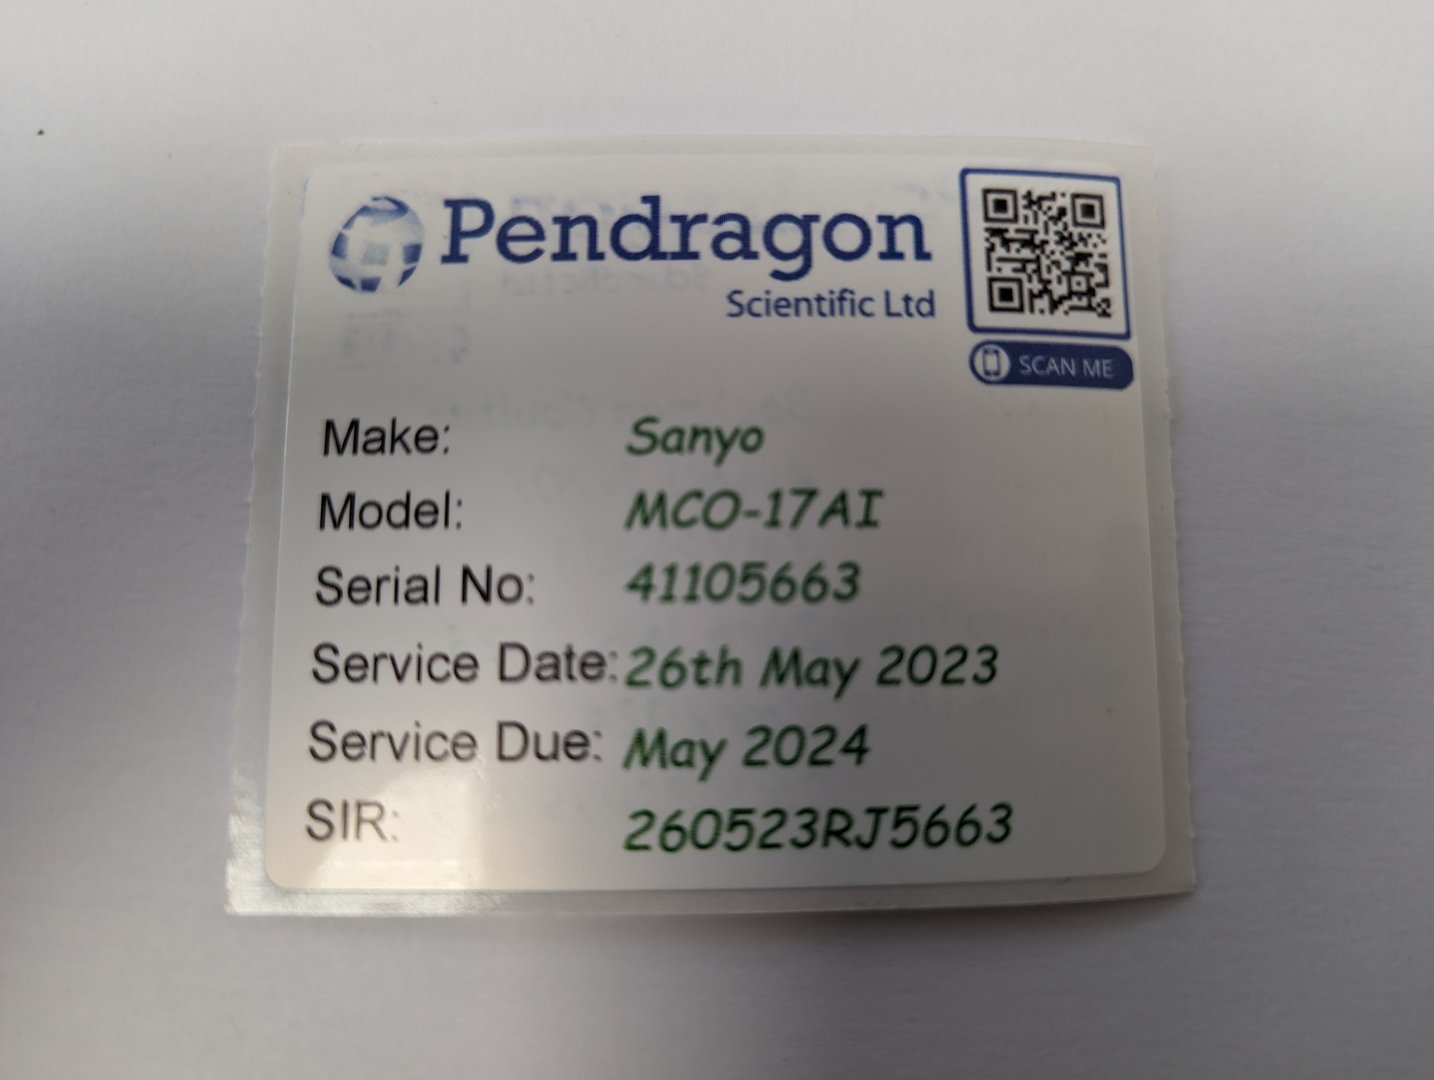 Pendragon
Scientific Ltd
SCAN ME
Make: Sanyo
Model: MCO-17AI
Serial No: 41105663
Service Date: 26th May 2023
Service Due: May 2024
SIR: 260523RJ5663